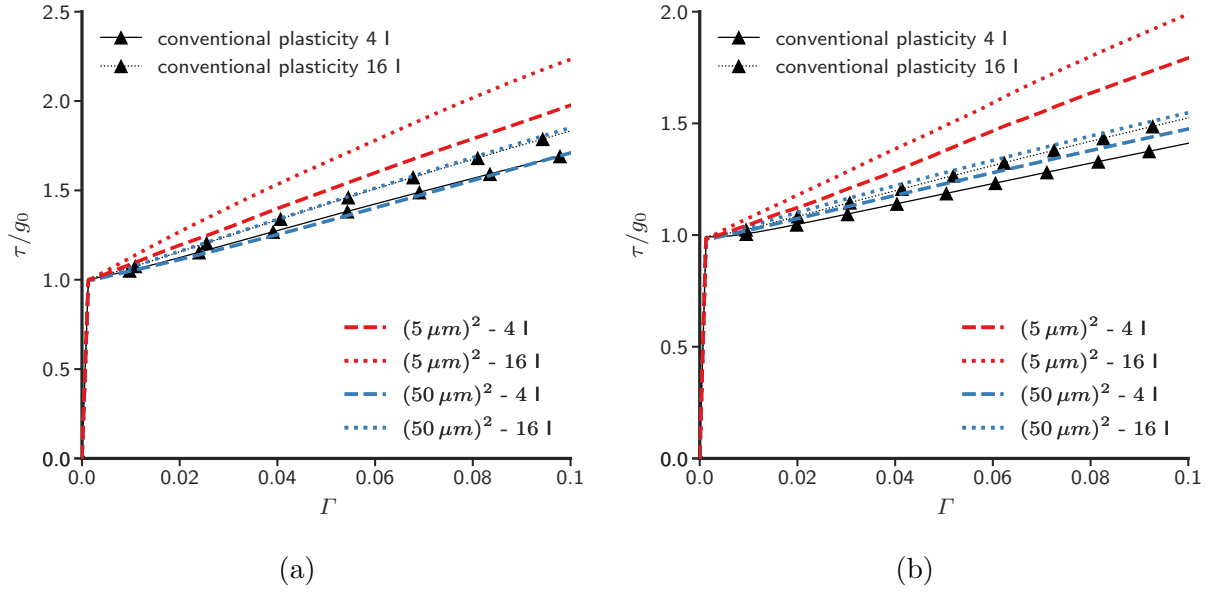 2.5
2.0
1.5
1.0
0.5
0.0
τ/g₀
conventional plasticity 4 I
conventional plasticity 16 I
(5 μm)² - 4 I
(5 μm)² - 16 I
(50 μm)² - 4 I
(50 μm)² - 16 I
0.0 0.02 0.04 0.06 0.08 0.1
Γ
(a)
2.0
1.5
1.0
0.5
0.0
τ/g₀
conventional plasticity 4 I
conventional plasticity 16 I
(5 μm)² - 4 I
(5 μm)² - 16 I
(50 μm)² - 4 I
(50 μm)² - 16 I
0.0 0.02 0.04 0.06 0.08 0.1
Γ
(b)